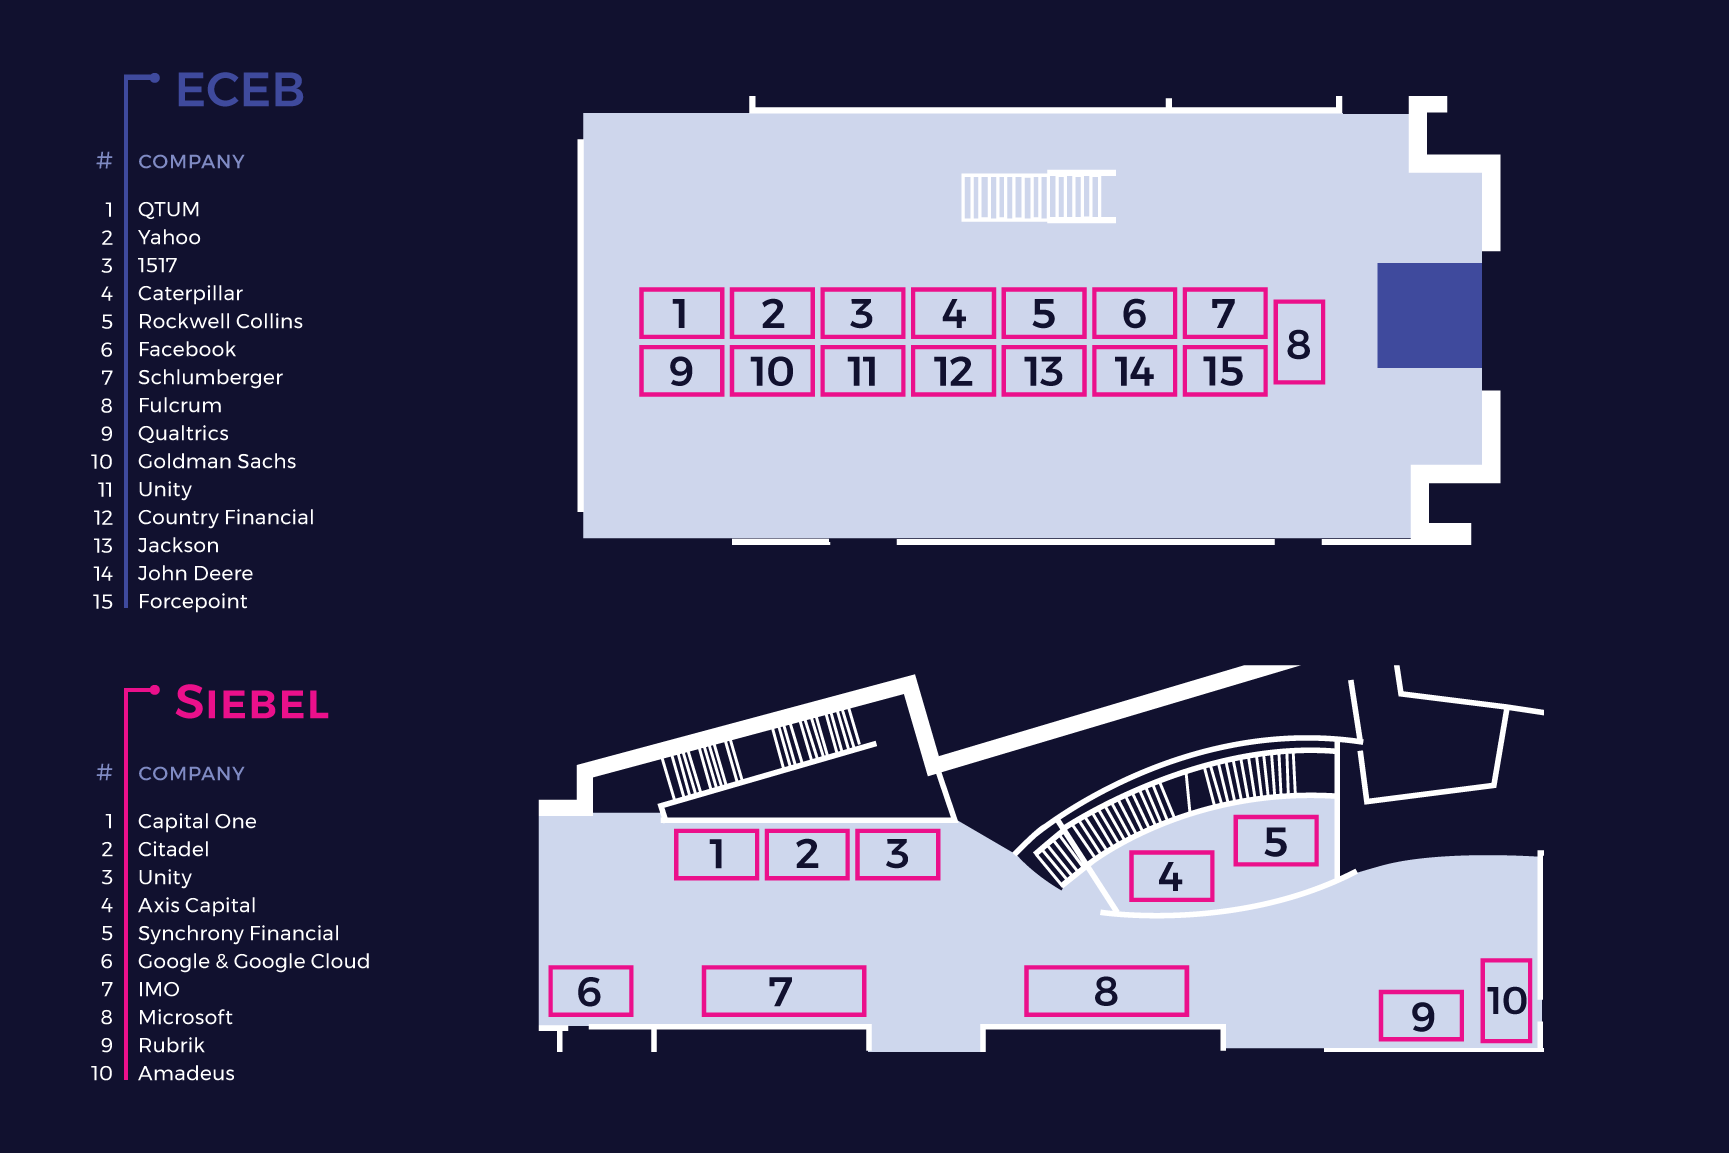 ECEB
# COMPANY
1 QTUM
2 Yahoo
3 1517
4 Caterpillar
5 Rockwell Collins
6 Facebook
7 Schlumberger
8 Fulcrum
9 Qualtrics
10 Goldman Sachs
11 Unity
12 Country Financial
13 Jackson
14 John Deere
15 Forcepoint
1 2 3 4 5 6 7 8
9 10 11 12 13 14 15
SIEBEL
# COMPANY
1 Capital One
2 Citadel
3 Unity
4 Axis Capital
5 Synchrony Financial
6 Google & Google Cloud
7 IMO
8 Microsoft
9 Rubrik
10 Amadeus
1 2 3 4 5
6 7 8 9 10